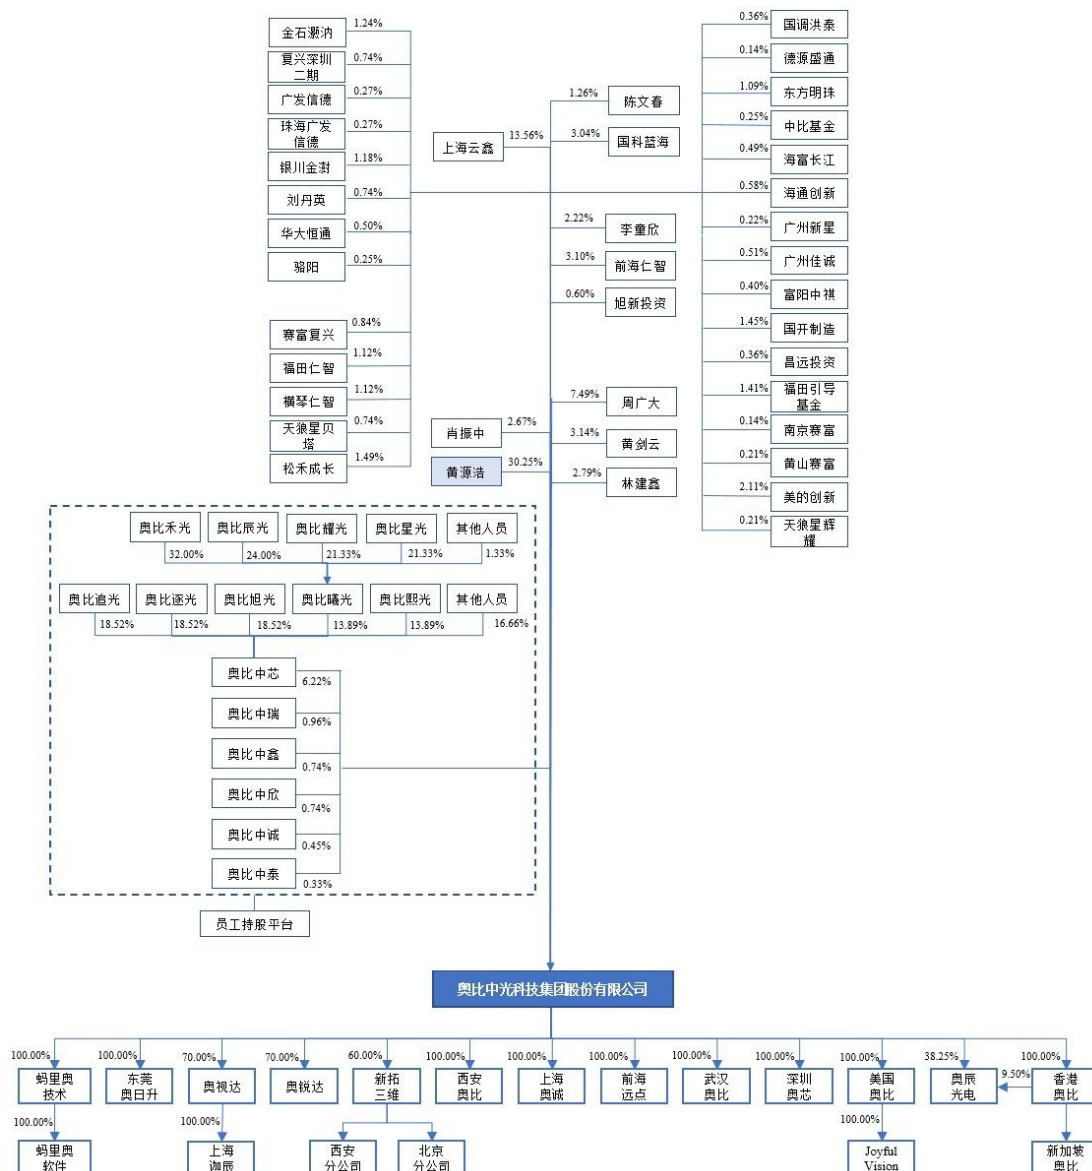 金石灏汭
1.24%
复兴深圳
二期
0.74%
广发信德
0.27%
珠海广发
信德
0.27%
银川金澍
1.18%
刘丹英
0.74%
华大恒通
0.50%
骆阳
0.25%
赛富复兴
0.84%
福田仁智
1.12%
横琴仁智
1.12%
天狼星贝
塔
0.74%
松禾成长
1.49%
上海云鑫
13.56%
1.26%
陈文春
3.04%
国科蓝海
2.22%
李童欣
3.10%
前海仁智
0.60%
旭新投资
7.49%
周广大
肖振中
2.67%
3.14%
黄剑云
黄源浩
30.25%
2.79%
林建鑫
0.36%
国调洪泰
0.14%
德源盛通
1.09%
东方明珠
0.25%
中比基金
0.49%
海富长江
0.58%
海通创新
0.22%
广州新星
0.51%
广州佳诚
0.40%
富阳中祺
1.45%
国开制造
0.36%
昌远投资
1.41%
福田引导
基金
0.14%
南京赛富
0.21%
黄山赛富
2.11%
美的创新
0.21%
天狼星辉
耀
奥比禾光
奥比辰光
奥比耀光
奥比星光
其他人员
32.00%
24.00%
21.33%
21.33%
1.33%
奥比追光
奥比逐光
奥比旭光
奥比曦光
奥比熙光
其他人员
18.52%
18.52%
18.52%
13.89%
13.89%
16.66%
奥比中芯
6.22%
奥比中瑞
0.96%
奥比中鑫
0.74%
奥比中欣
0.74%
奥比中诚
0.45%
奥比中泰
0.33%
员工持股平台
奥比中光科技集团股份有限公司
100.00%
100.00%
70.00%
70.00%
60.00%
100.00%
100.00%
100.00%
100.00%
100.00%
100.00%
38.25%
100.00%
蚂里奥
技术
东莞
奥日升
奥视达
奥锐达
新拓
三维
西安
奥比
上海
奥诚
前海
远点
武汉
奥比
深圳
奥芯
美国
奥比
奥辰
光电
9.50%
香港
奥比
100.00%
100.00%
100.00%
蚂里奥
软件
上海
迦辰
西安
分公司
北京
分公司
Joyful
Vision
新加坡
奥比